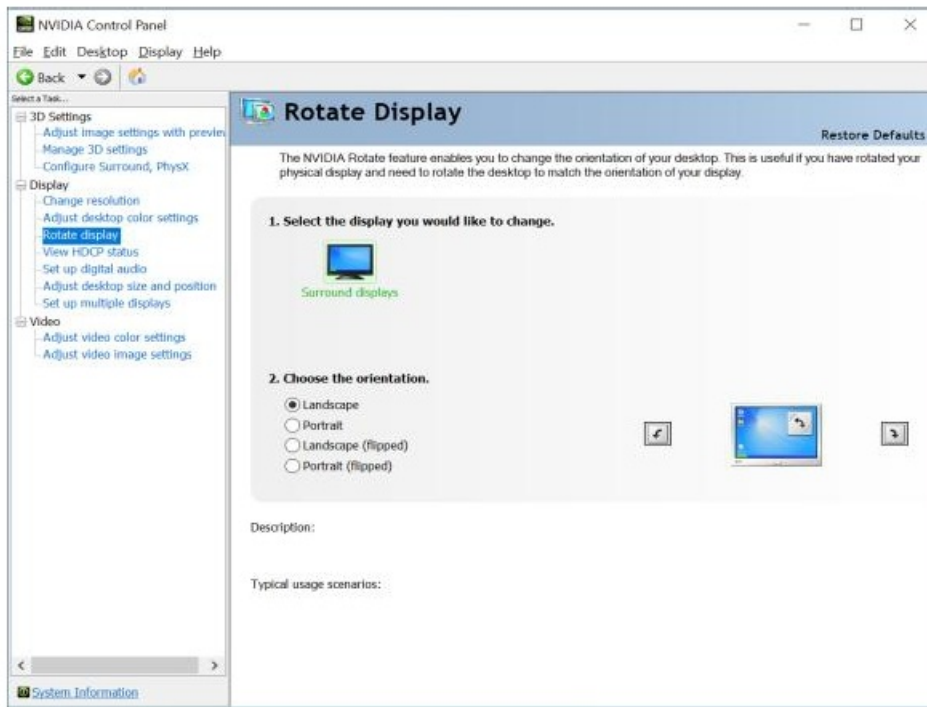 NVIDIA Control Panel
File Edit Desktop Display Help
Back
Select a Task...
3D Settings
Adjust image settings with preview
Manage 3D settings
Configure Surround, PhysX
Display
Change resolution
Adjust desktop color settings
Rotate display
View HDCP status
Set up digital audio
Adjust desktop size and position
Set up multiple displays
Video
Adjust video color settings
Adjust video image settings
System Information
Rotate Display
Restore Defaults
The NVIDIA Rotate feature enables you to change the orientation of your desktop. This is useful if you have rotated your
physical display and need to rotate the desktop to match the orientation of your display.
1. Select the display you would like to change.
Surround displays
2. Choose the orientation.
Landscape
Portrait
Landscape (flipped)
Portrait (flipped)
Description:
Typical usage scenarios: